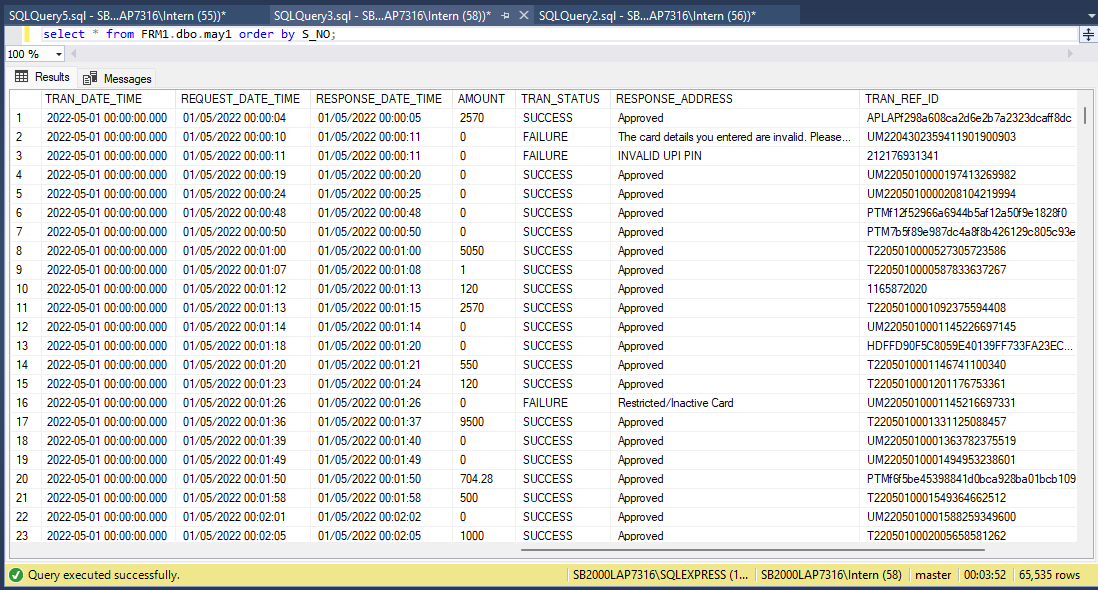 SQLQuery5.sql - SB...AP7316\Intern (55))* SQLQuery3.sql - SB...AP7316\Intern (58))* SQLQuery2.sql - SB...AP7316\Intern (56))*
select * from FRM1.dbo.may1 order by S_NO;
100 %
Results Messages
TRAN_DATE_TIME REQUEST_DATE_TIME RESPONSE_DATE_TIME AMOUNT TRAN_STATUS RESPONSE_ADDRESS TRAN_REF_ID
1 2022-05-01 00:00:00.000 01/05/2022 00:00:04 01/05/2022 00:00:05 2570 SUCCESS Approved APLAPf298a608ca2d6e2b7a2323dcaff8dc
2 2022-05-01 00:00:00.000 01/05/2022 00:00:10 01/05/2022 00:00:11 0 FAILURE The card details you entered are invalid. Please... UM2204302359411901900903
3 2022-05-01 00:00:00.000 01/05/2022 00:00:11 01/05/2022 00:00:11 0 FAILURE INVALID UPI PIN 212176931341
4 2022-05-01 00:00:00.000 01/05/2022 00:00:19 01/05/2022 00:00:20 0 SUCCESS Approved UM2205010000197413269982
5 2022-05-01 00:00:00.000 01/05/2022 00:00:24 01/05/2022 00:00:25 0 SUCCESS Approved UM2205010000208104219994
6 2022-05-01 00:00:00.000 01/05/2022 00:00:48 01/05/2022 00:00:48 0 SUCCESS Approved PTMf12f52966a6944b5af12a50f9e1828f0
7 2022-05-01 00:00:00.000 01/05/2022 00:00:50 01/05/2022 00:00:50 0 SUCCESS Approved PTM7b5f89e987dc4a8f8b426129c805c93e
8 2022-05-01 00:00:00.000 01/05/2022 00:01:00 01/05/2022 00:01:00 5050 SUCCESS Approved T2205010000527305723586
9 2022-05-01 00:00:00.000 01/05/2022 00:01:07 01/05/2022 00:01:08 1 SUCCESS Approved T2205010000587833637267
10 2022-05-01 00:00:00.000 01/05/2022 00:01:12 01/05/2022 00:01:13 120 SUCCESS Approved 1165872020
11 2022-05-01 00:00:00.000 01/05/2022 00:01:13 01/05/2022 00:01:15 2570 SUCCESS Approved T2205010001092375594408
12 2022-05-01 00:00:00.000 01/05/2022 00:01:14 01/05/2022 00:01:14 0 SUCCESS Approved UM2205010001145226697145
13 2022-05-01 00:00:00.000 01/05/2022 00:01:18 01/05/2022 00:01:20 0 SUCCESS Approved HDFFD90F5C8059E40139FF733FA23EC...
14 2022-05-01 00:00:00.000 01/05/2022 00:01:20 01/05/2022 00:01:21 550 SUCCESS Approved T2205010001146741100340
15 2022-05-01 00:00:00.000 01/05/2022 00:01:23 01/05/2022 00:01:24 120 SUCCESS Approved T2205010001201176753361
16 2022-05-01 00:00:00.000 01/05/2022 00:01:26 01/05/2022 00:01:26 0 FAILURE Restricted/Inactive Card UM2205010001145216697331
17 2022-05-01 00:00:00.000 01/05/2022 00:01:36 01/05/2022 00:01:37 9500 SUCCESS Approved T2205010001331125088457
18 2022-05-01 00:00:00.000 01/05/2022 00:01:39 01/05/2022 00:01:40 0 SUCCESS Approved UM2205010001363782375519
19 2022-05-01 00:00:00.000 01/05/2022 00:01:49 01/05/2022 00:01:49 0 SUCCESS Approved UM2205010001494953238601
20 2022-05-01 00:00:00.000 01/05/2022 00:01:50 01/05/2022 00:01:50 704.28 SUCCESS Approved PTMf6f5be45398841d0bca928ba01bcb109
21 2022-05-01 00:00:00.000 01/05/2022 00:01:58 01/05/2022 00:01:58 500 SUCCESS Approved T2205010001549364662512
22 2022-05-01 00:00:00.000 01/05/2022 00:02:01 01/05/2022 00:02:02 0 SUCCESS Approved UM2205010001588259349600
23 2022-05-01 00:00:00.000 01/05/2022 00:02:05 01/05/2022 00:02:05 1000 SUCCESS Approved T2205010002005658581262
Query executed successfully. SB2000LAP7316\SQLEXPRESS (1... SB2000LAP7316\Intern (58) master 00:03:52 65,535 rows